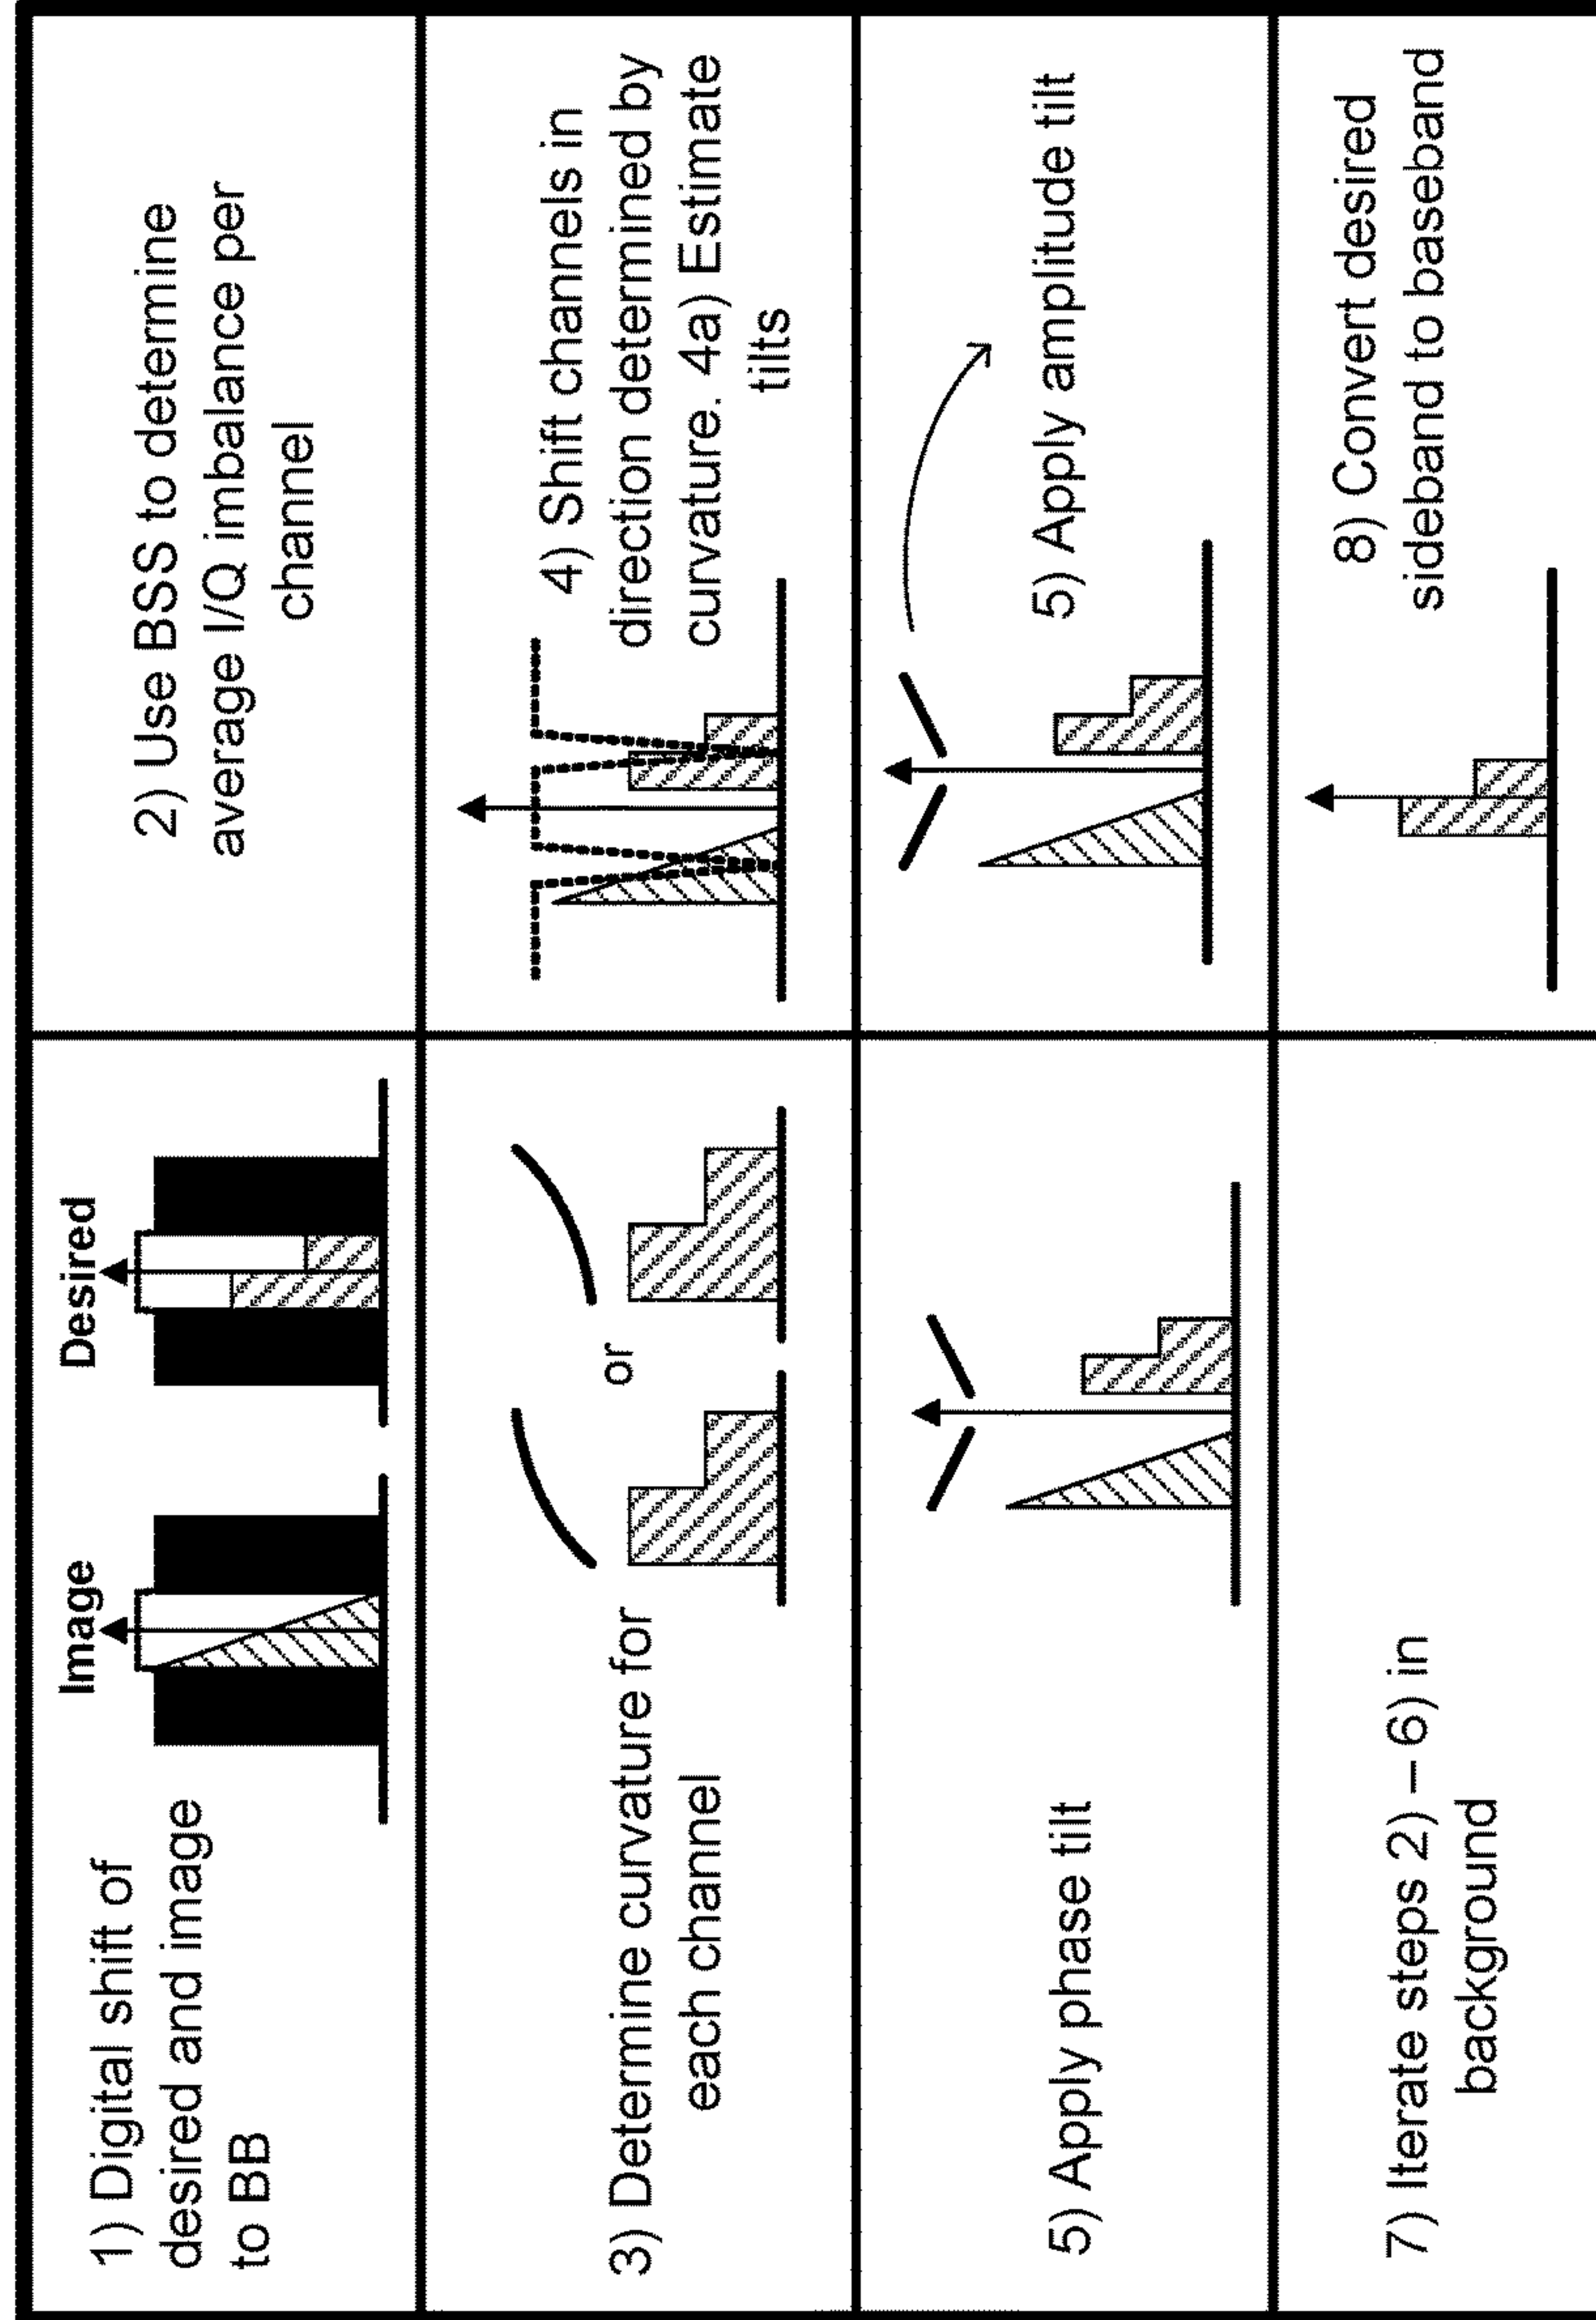 1) Digital shift of
desired and image
to BB
Image
Desired
2) Use BSS to determine
average I/Q imbalance per
channel
3) Determine curvature for
each channel
or
4) Shift channels in
direction determined by
curvature. 4a) Estimate
tilts
5) Apply phase tilt
5) Apply amplitude tilt
7) Iterate steps 2) – 6) in
background
8) Convert desired
sideband to baseband